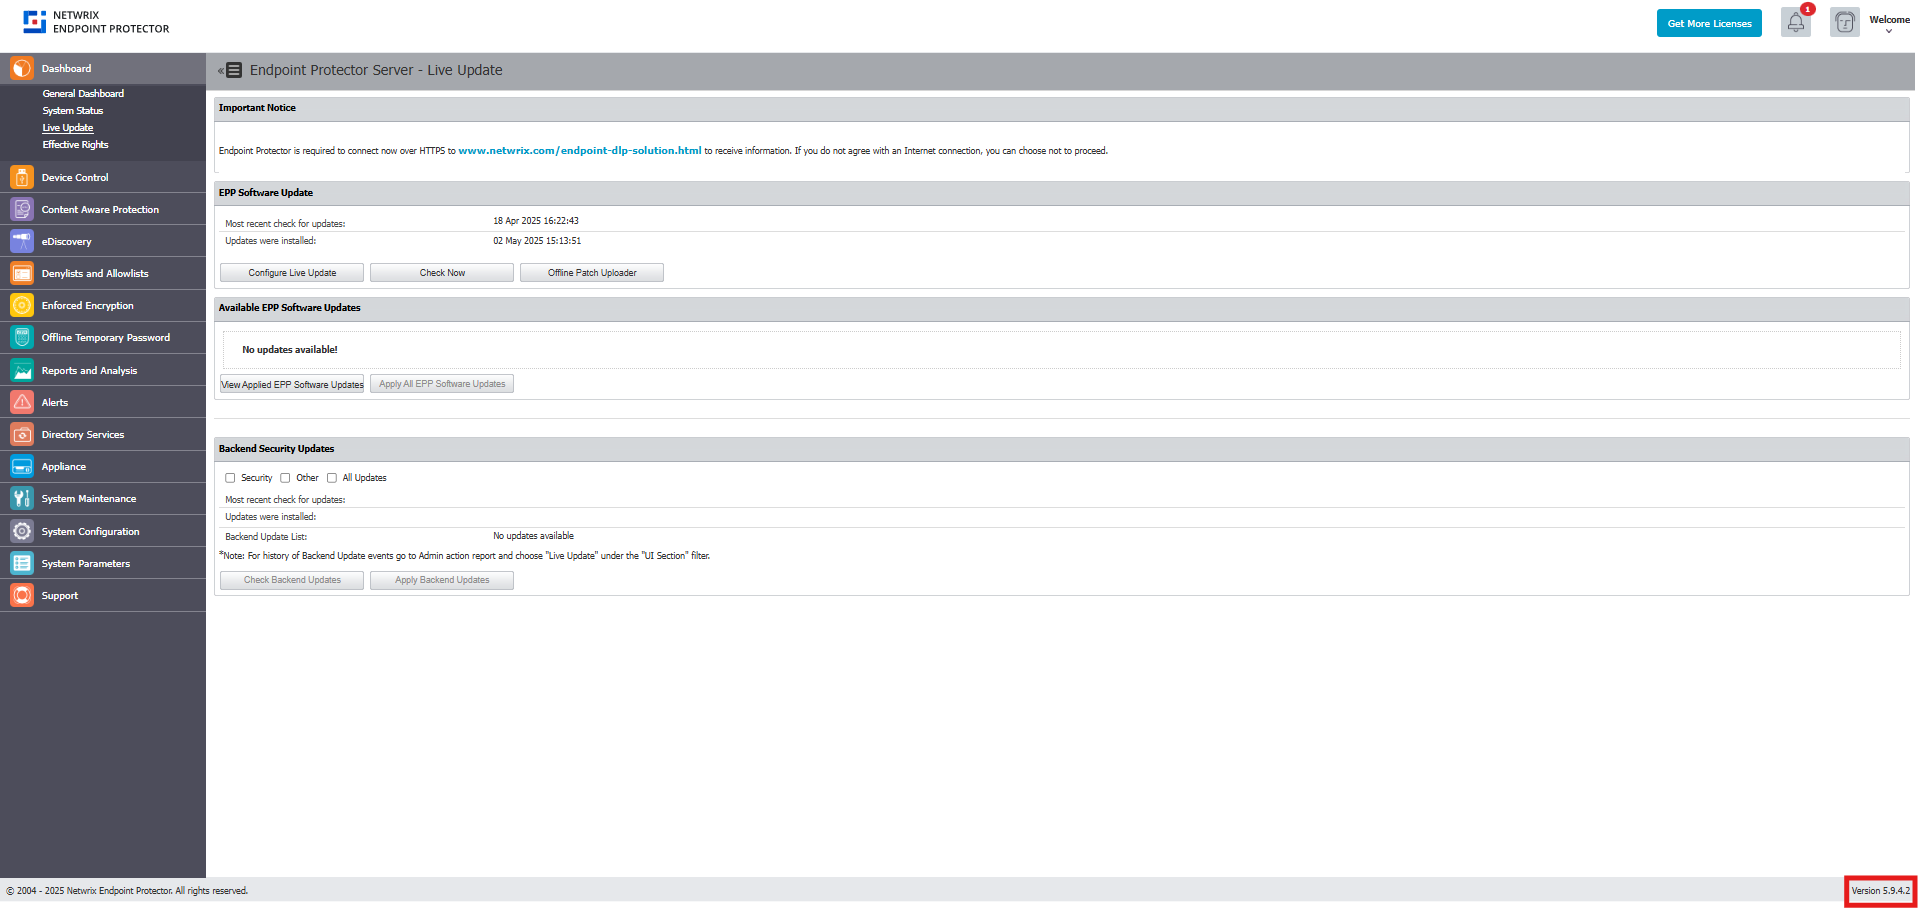 NETWRIX
ENDPOINT PROTECTOR
Get More Licenses
1
Welcome
Dashboard
General Dashboard
System Status
Live Update
Effective Rights
Device Control
Content Aware Protection
eDiscovery
Denylists and Allowlists
Enforced Encryption
Offline Temporary Password
Reports and Analysis
Alerts
Directory Services
Appliance
System Maintenance
System Configuration
System Parameters
Support
« Endpoint Protector Server - Live Update
Important Notice
Endpoint Protector is required to connect now over HTTPS to www.netwrix.com/endpoint-dlp-solution.html to receive information. If you do not agree with an Internet connection, you can choose not to proceed.
EPP Software Update
Most recent check for updates: 18 Apr 2025 16:22:43
Updates were installed: 02 May 2025 15:13:51
Configure Live Update Check Now Offline Patch Uploader
Available EPP Software Updates
No updates available!
View Applied EPP Software Updates Apply All EPP Software Updates
Backend Security Updates
Security Other All Updates
Most recent check for updates:
Updates were installed:
Backend Update List: No updates available
*Note: For history of Backend Update events go to Admin action report and choose "Live Update" under the "UI Section" filter.
Check Backend Updates Apply Backend Updates
© 2004 - 2025 Netwrix Endpoint Protector. All rights reserved.
Version 5.9.4.2